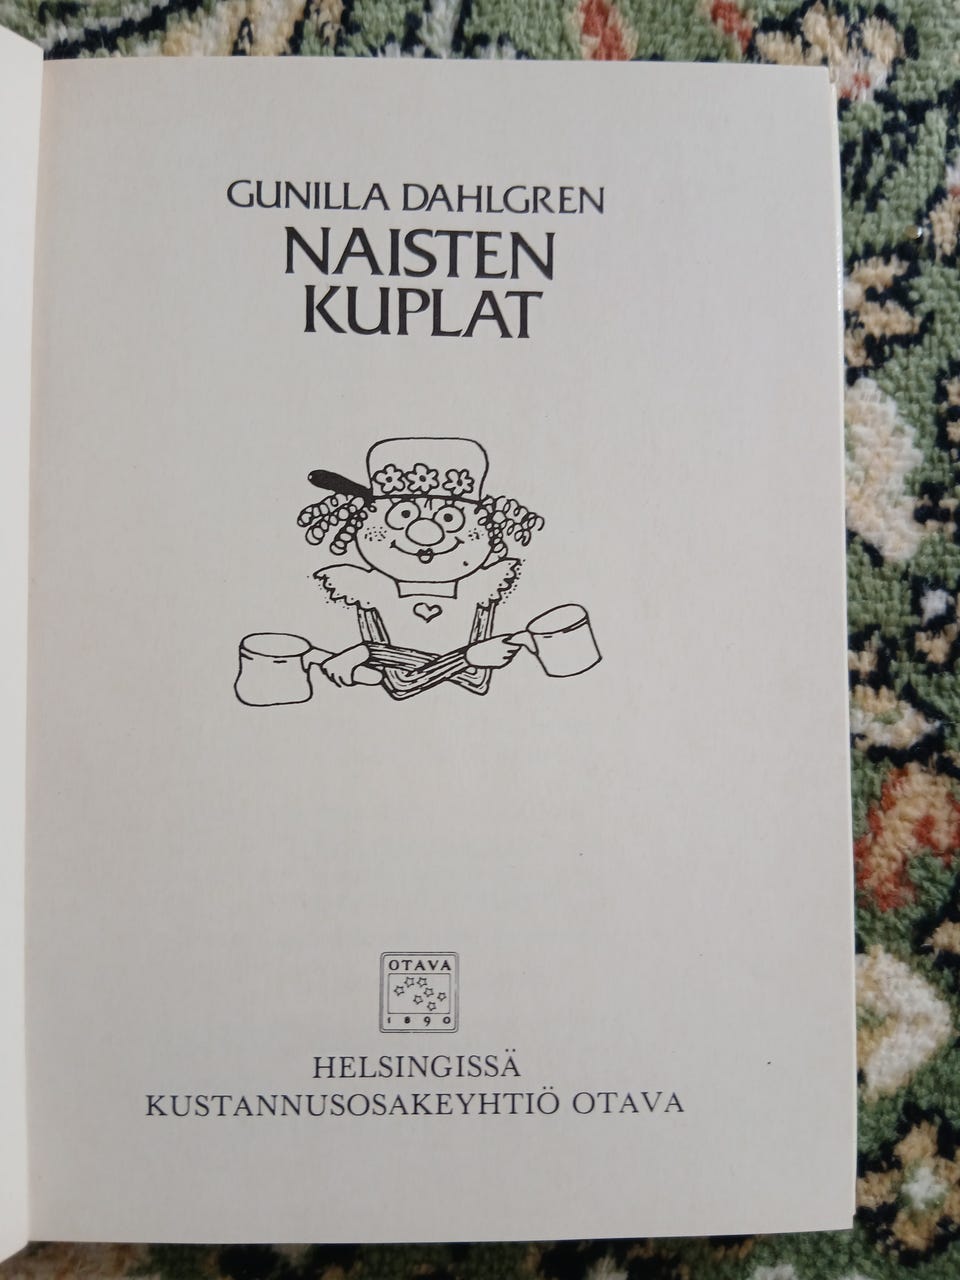 GUNILLA DAHLGREN
NAISTEN
KUPLAT
OTAVA
1890
HELSINGISSÄ
KUSTANNUSOSAKEYHTIÖ OTAVA